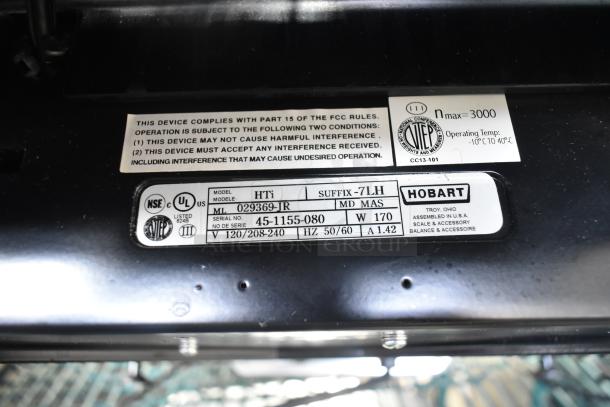 THIS DEVICE COMPLIES WITH PART 15 OF THE FCC RULES.
OPERATION IS SUBJECT TO THE FOLLOWING TWO CONDITIONS:
(1) THIS DEVICE MAY NOT CAUSE HARMFUL INTERFERENCE.
(2) THIS DEVICE MUST ACCEPT ANY INTERFERENCE RECEIVED.
INCLUDING INTERFERENCE THAT MAY CAUSE UNDESIRED OPERATION.
III
nmax=3000
NTEP
Operating Temp:
-10°C TO 40°C
CC13-101
NSF
C UL
LISTED
NTEP
III
MODEL HTi SUFFIX -7LH
MODELE
ML 029369-JR MD MAS
SERIAL NO. 45-1155-080 W 170
NO DE SERIE
V 120/208-240 HZ 50/60 A 1.42
HOBART
TROY, OHIO
ASSEMBLED IN U.S.A.
SCALE & ACCESSORY
BALANCE & ACCESSOIRE
AUCTION GROUP